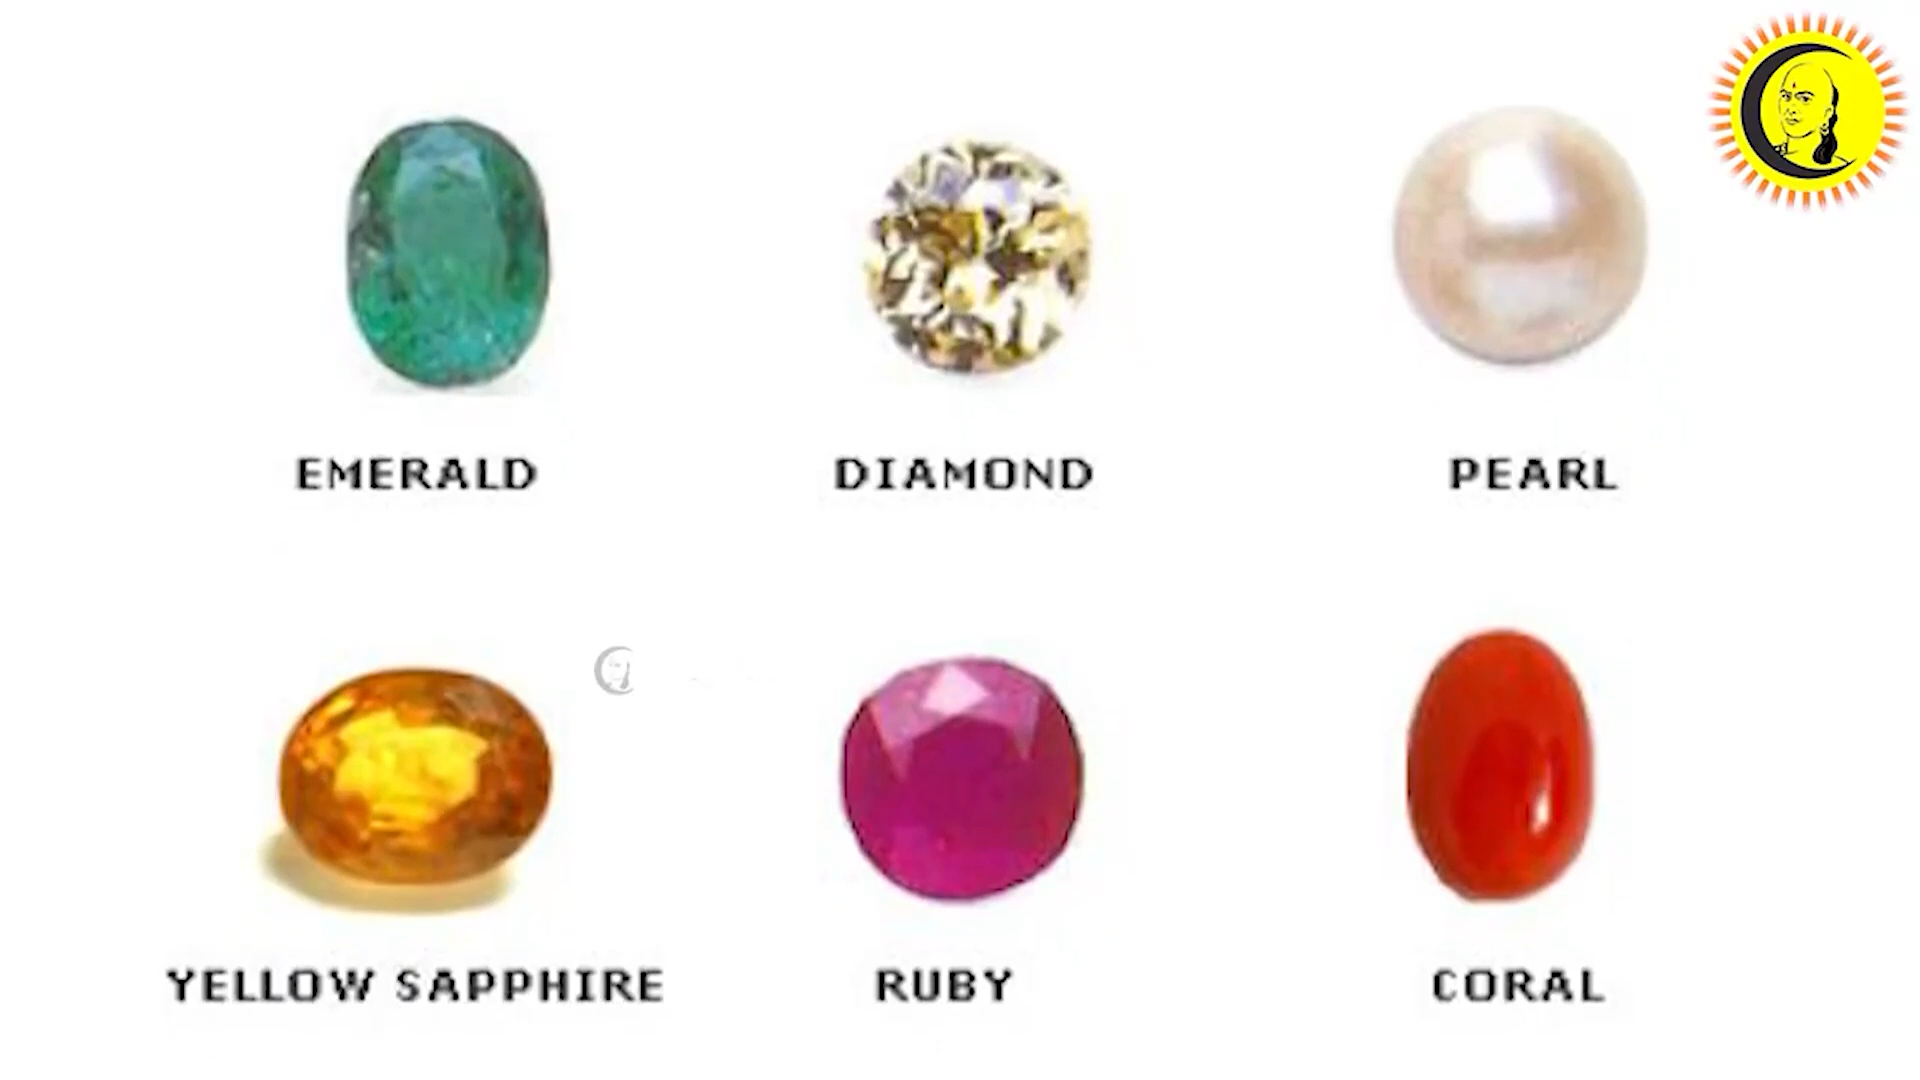 EMERALD
DIAMOND
PEARL
YELLOW SAPPHIRE
RUBY
CORAL